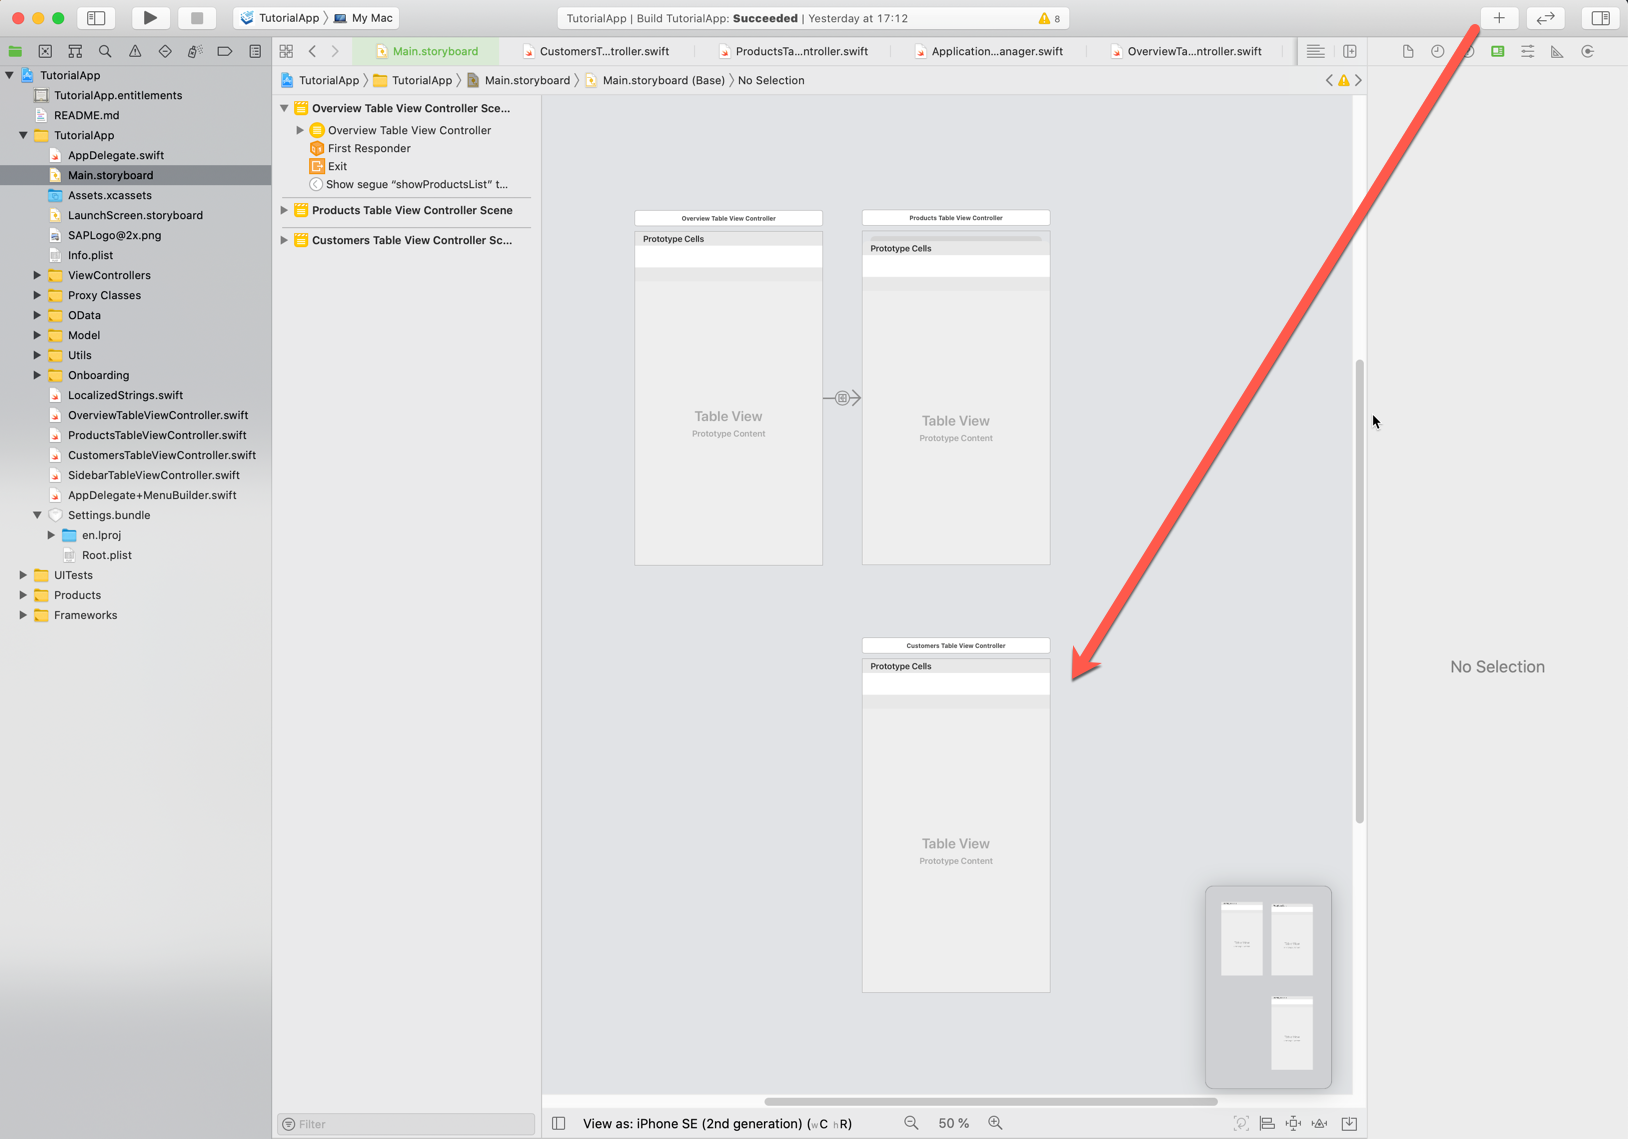 TutorialApp 〉 My Mac
TutorialApp | Build TutorialApp: Succeeded | Yesterday at 17:12
8
Main.storyboard
CustomersT...troller.swift
ProductsTa...ntroller.swift
Application...anager.swift
OverviewTa...ntroller.swift
TutorialApp 〉 TutorialApp 〉 Main.storyboard 〉 Main.storyboard (Base) 〉 No Selection
TutorialApp
TutorialApp.entitlements
README.md
TutorialApp
AppDelegate.swift
Main.storyboard
Assets.xcassets
LaunchScreen.storyboard
SAPLogo@2x.png
Info.plist
ViewControllers
Proxy Classes
OData
Model
Utils
Onboarding
LocalizedStrings.swift
OverviewTableViewController.swift
ProductsTableViewController.swift
CustomersTableViewController.swift
SidebarTableViewController.swift
AppDelegate+MenuBuilder.swift
Settings.bundle
en.lproj
Root.plist
UITests
Products
Frameworks
Overview Table View Controller Sce...
Overview Table View Controller
First Responder
Exit
Show segue “showProductsList” t...
Products Table View Controller Scene
Customers Table View Controller Sc...
Filter
Overview Table View Controller
Prototype Cells
Table View
Prototype Content
Products Table View Controller
Prototype Cells
Table View
Prototype Content
Customers Table View Controller
Prototype Cells
Table View
Prototype Content
No Selection
View as: iPhone SE (2nd generation) (wC hR)
50 %